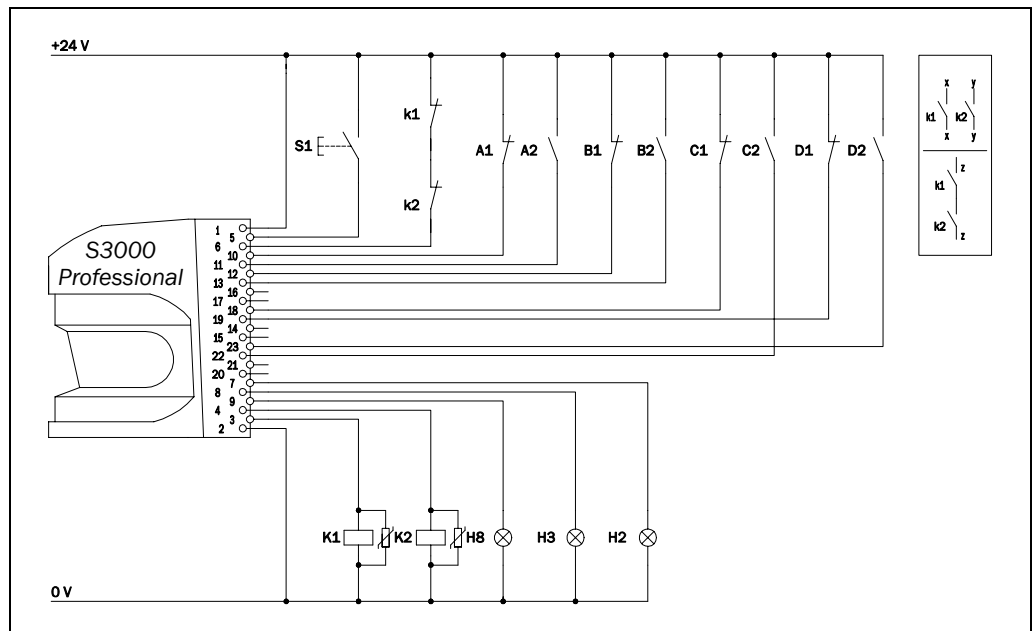 +24 V
k1
x y
k1 k2
x y
S1
A1 A2 B1 B2 C1 C2 D1 D2
z
k1
k2
k2
z
S3000
Professional
1
5
6
10
11
12
13
16
17
18
19
14
15
23
22
21
20
7
8
9
4
3
2
K1 K2 H8 H3 H2
0 V